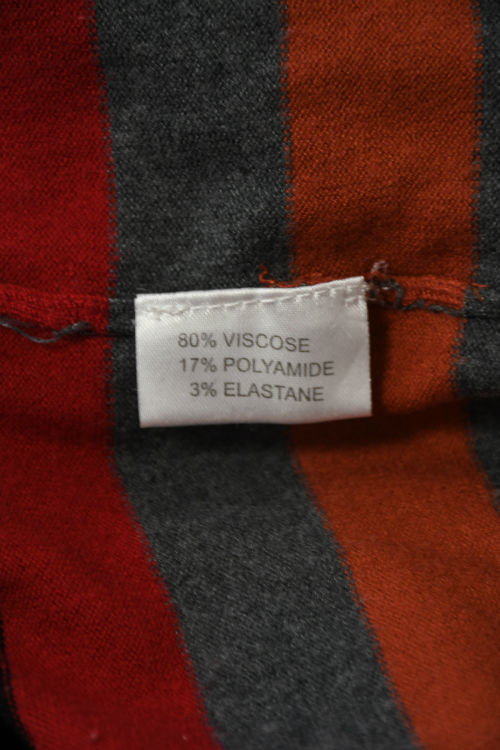 80% VISCOSE
17% POLYAMIDE
3% ELASTANE